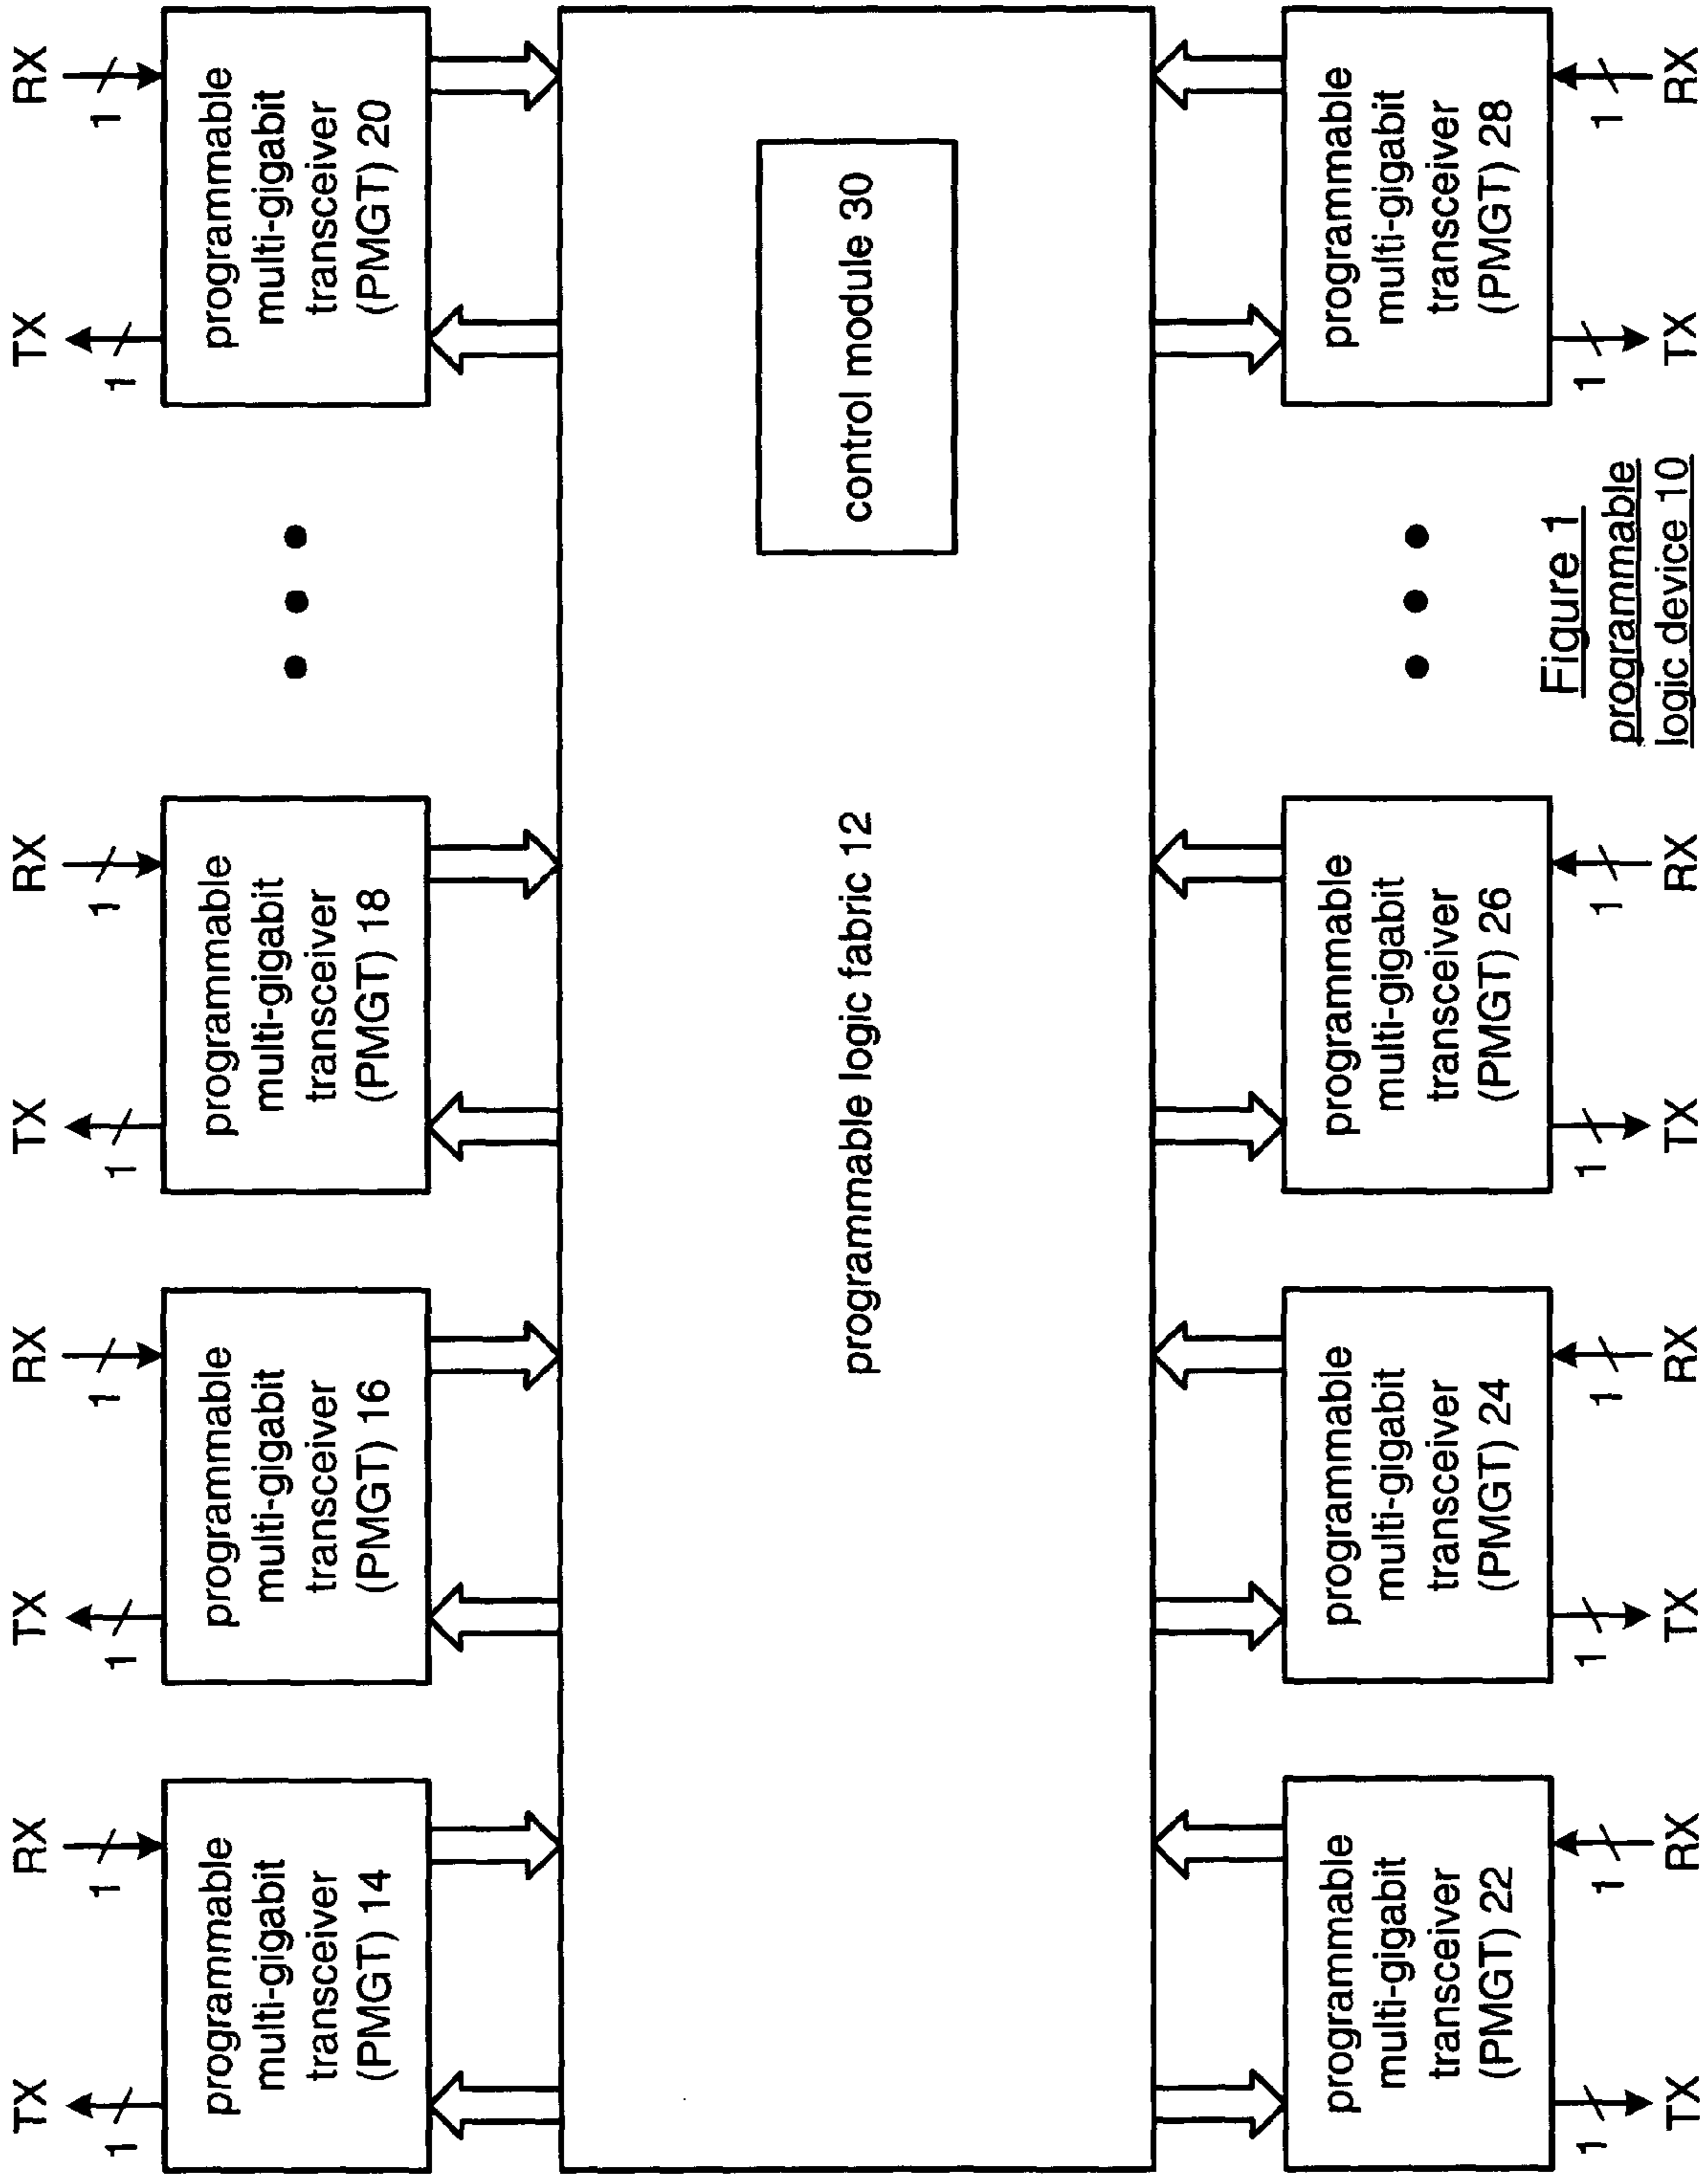 TX
RX
TX
RX
TX
RX
TX
RX
1
1
1
1
1
1
1
1
programmable
multi-gigabit
transceiver
(PMGT) 14
programmable
multi-gigabit
transceiver
(PMGT) 16
programmable
multi-gigabit
transceiver
(PMGT) 18
programmable
multi-gigabit
transceiver
(PMGT) 20
programmable logic fabric 12
control module 30
programmable
multi-gigabit
transceiver
(PMGT) 22
programmable
multi-gigabit
transceiver
(PMGT) 24
programmable
multi-gigabit
transceiver
(PMGT) 26
programmable
multi-gigabit
transceiver
(PMGT) 28
1
1
1
1
1
1
1
1
TX
RX
TX
RX
TX
RX
TX
RX
Figure 1
programmable
logic device 10